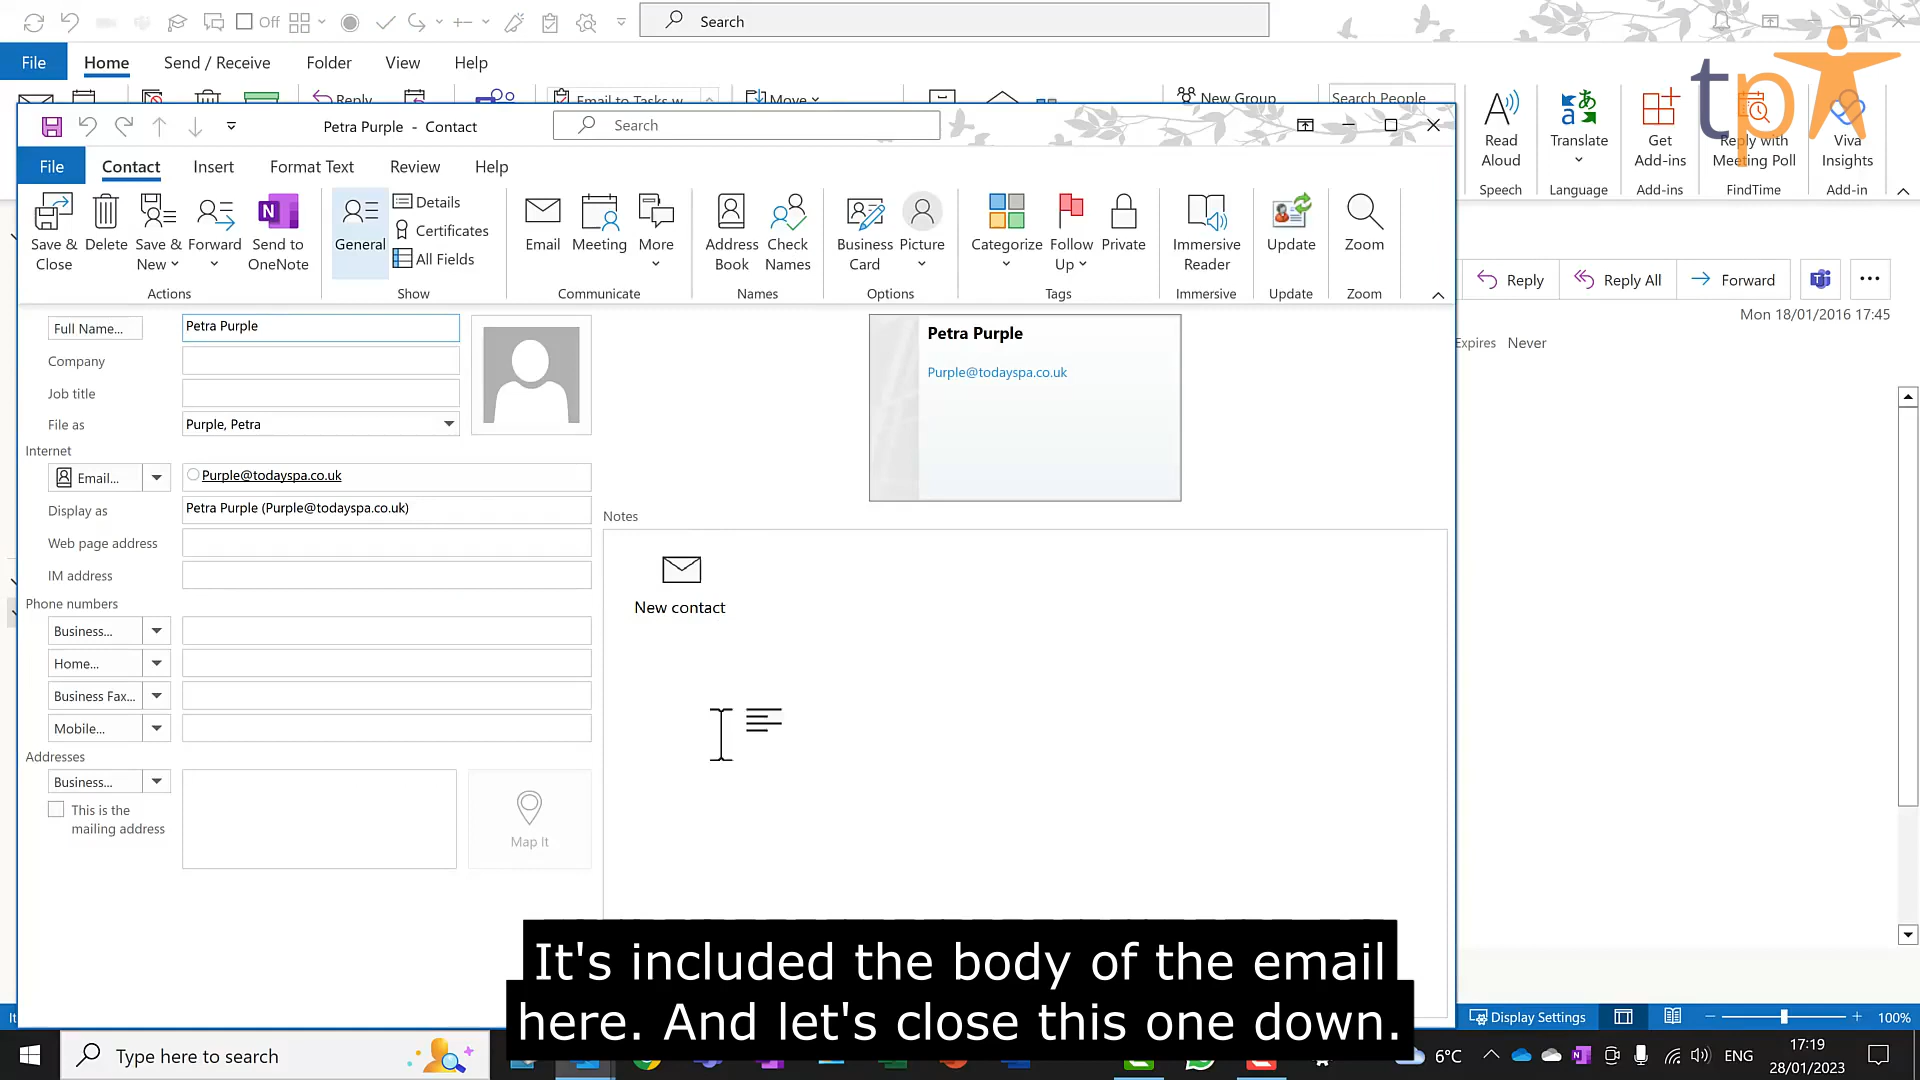 Off
Search
File Home Send / Receive Folder View Help
Reply
Move
New Group
Search People
Petra Purple - Contact
Search
tp
File Contact Insert Format Text Review Help
Save & Close
Delete
Save & New
Forward
Send to OneNote
Actions
General
Details
Certificates
All Fields
Show
Email
Meeting
More
Communicate
Address Book
Check Names
Names
Business Card
Picture
Options
Categorize
Follow Up
Private
Tags
Immersive Reader
Immersive
Update
Update
Zoom
Zoom
Read Aloud
Speech
Translate
Language
Get Add-ins
Add-ins
Reply with Meeting Poll
FindTime
Viva Insights
Add-in
Reply Reply All Forward
Mon 18/01/2016 17:45
Expires Never
Full Name... Petra Purple
Company
Job title
File as Purple, Petra
Internet
Email... Purple@todayspa.co.uk
Display as Petra Purple (Purple@todayspa.co.uk)
Web page address
IM address
Phone numbers
Business...
Home...
Business Fax...
Mobile...
Addresses
Business...
This is the
mailing address
Map It
Petra Purple
Purple@todayspa.co.uk
Notes
New contact
It's included the body of the email
here. And let's close this one down.
Display Settings 100%
Type here to search
6°C
ENG
17:19
28/01/2023